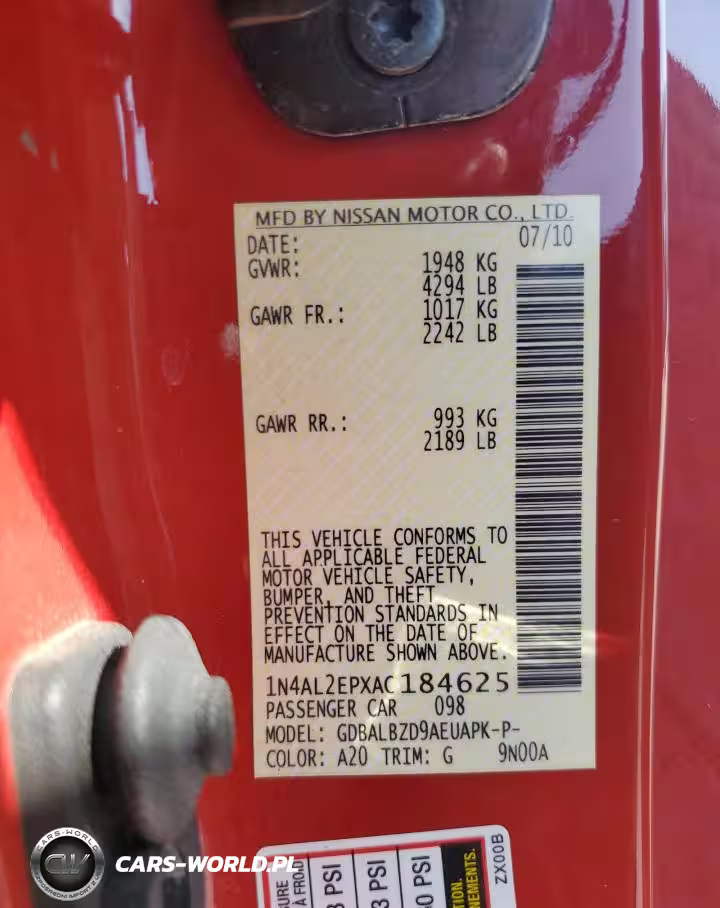 MFD BY NISSAN MOTOR CO., LTD.
DATE: 07/10
GVWR: 1948 KG
4294 LB
GAWR FR.: 1017 KG
2242 LB
GAWR RR.: 993 KG
2189 LB
THIS VEHICLE CONFORMS TO
ALL APPLICABLE FEDERAL
MOTOR VEHICLE SAFETY,
BUMPER, AND THEFT
PREVENTION STANDARDS IN
EFFECT ON THE DATE OF
MANUFACTURE SHOWN ABOVE.
1N4AL2EPXAC184625
PASSENGER CAR 098
MODEL: GDBALBZD9AEUAPK-P-
COLOR: A20 TRIM: G 9N00A
CARS-WORLD
CW
CARS-WORLD.PL
PSI
PSI
PSI
ZX00B